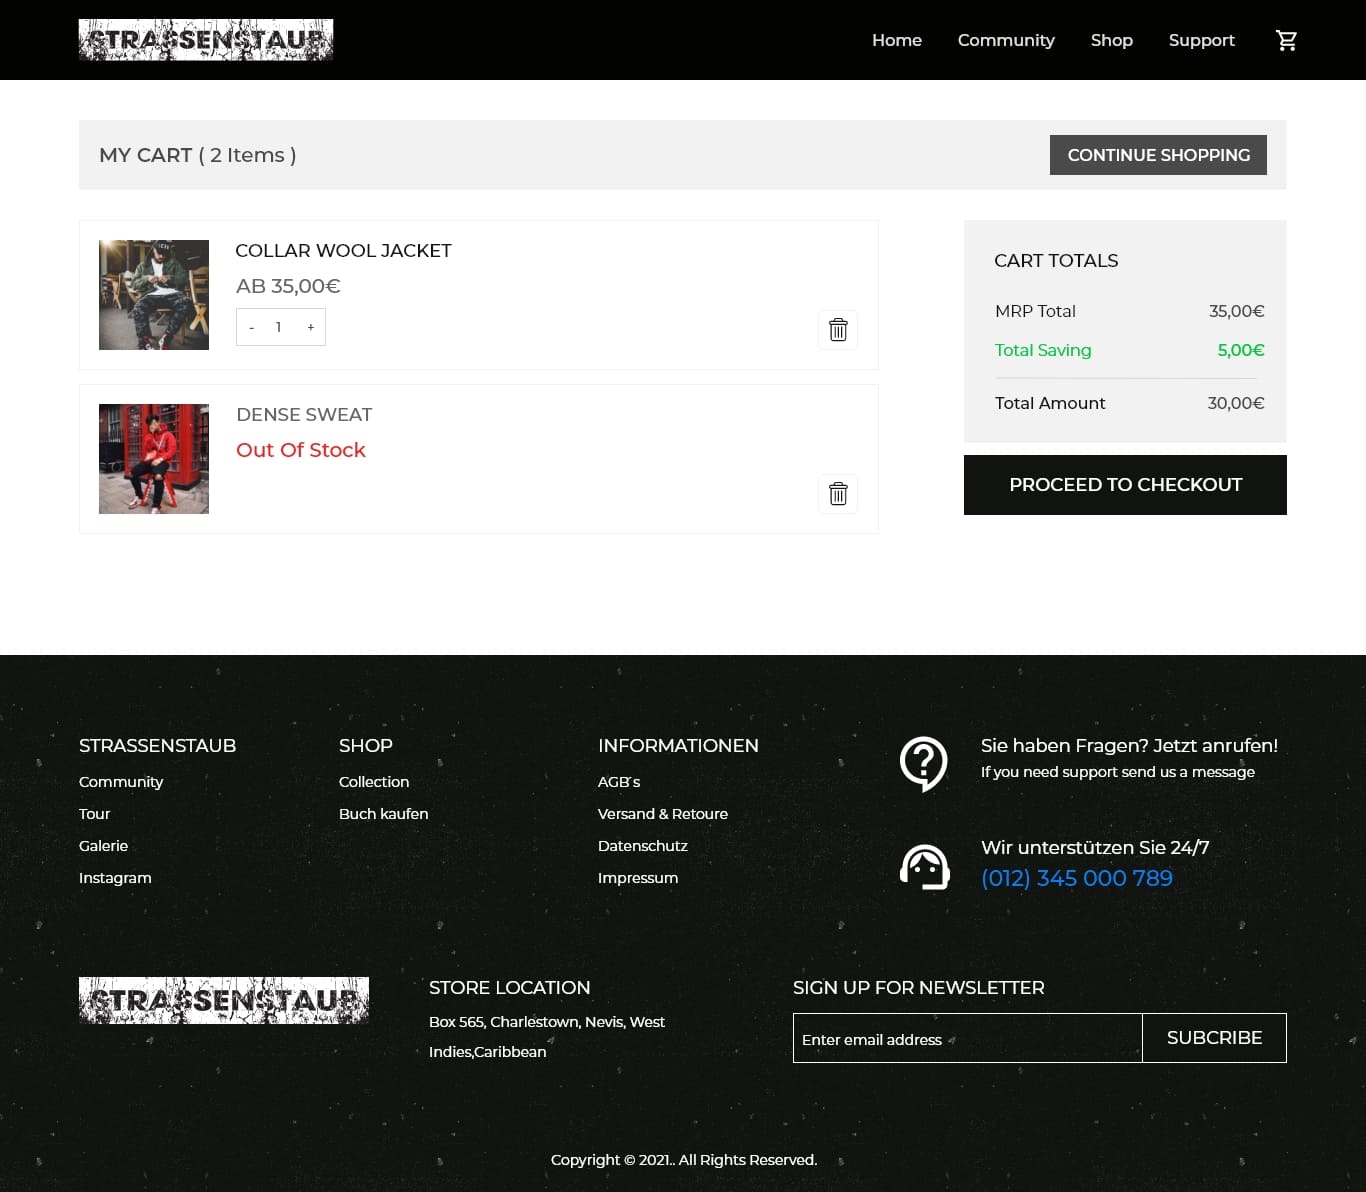 STRASSENSTAUB
Home Community Shop Support
MY CART ( 2 Items )
CONTINUE SHOPPING
COLLAR WOOL JACKET
AB 35,00€
- 1 +
DENSE SWEAT
Out Of Stock
CART TOTALS
MRP Total 35,00€
Total Saving 5,00€
Total Amount 30,00€
PROCEED TO CHECKOUT
STRASSENSTAUB
Community
Tour
Galerie
Instagram
SHOP
Collection
Buch kaufen
INFORMATIONEN
AGB´s
Versand & Retoure
Datenschutz
Impressum
Sie haben Fragen? Jetzt anrufen!
If you need support send us a message
Wir unterstützen Sie 24/7
(012) 345 000 789
STRASSENSTAUB
STORE LOCATION
Box 565, Charlestown, Nevis, West
Indies,Caribbean
SIGN UP FOR NEWSLETTER
Enter email address
SUBCRIBE
Copyright © 2021.. All Rights Reserved.